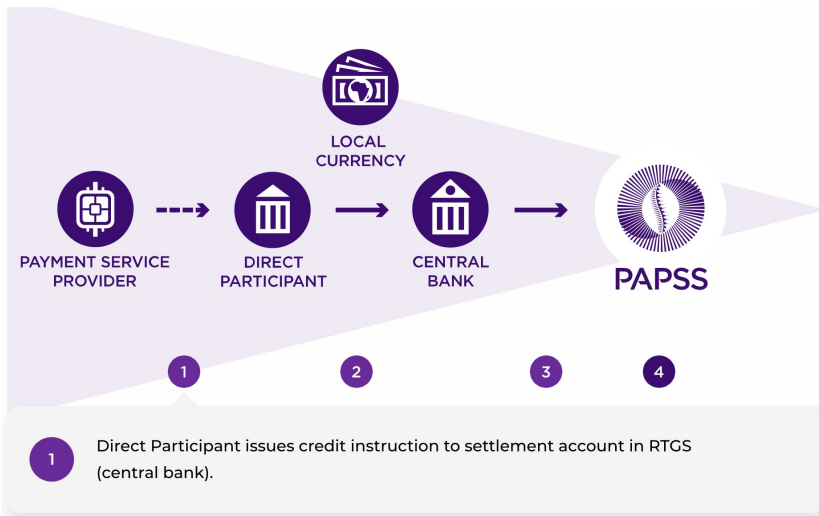 LOCAL
CURRENCY
PAYMENT SERVICE
PROVIDER
DIRECT
PARTICIPANT
CENTRAL
BANK
PAPSS
1
2
3
4
1
Direct Participant issues credit instruction to settlement account in RTGS
(central bank).